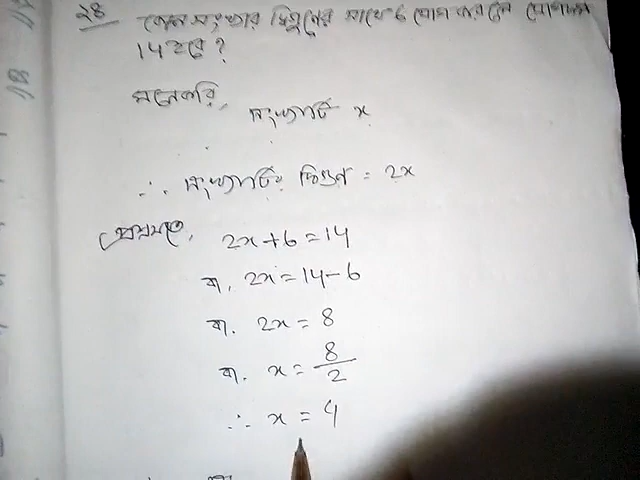 ২৪ কোন সংখ্যার দ্বিগুনের সাথে 6 যোগ করলে যোগফল
14 হবে?
মনেকরি,
সংখ্যাটি x
∴ সংখ্যাটির দ্বিগুন = 2x
প্রশ্নমতে, 2x+6=14
বা, 2x=14-6
বা, 2x=8
বা, x=8/2
∴ x=4